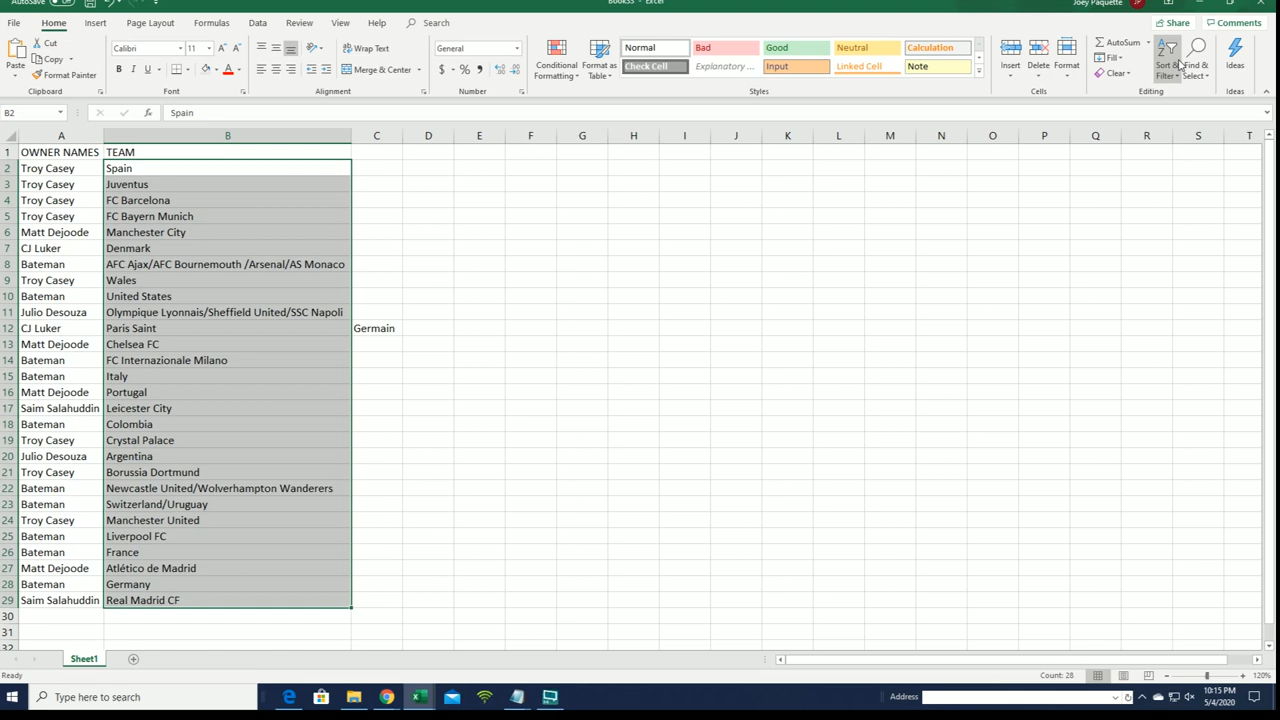 AutoSave Off Book33 - Excel Joey Paquette JP
File Home Insert Page Layout Formulas Data Review View Help Search Share Comments
Paste Cut Copy Format Painter Clipboard
Calibri 11 B I U Font
Wrap Text Merge & Center Alignment
General $ % Number
Conditional Formatting Format as Table
Normal Bad Good Neutral Calculation
Check Cell Explanatory ... Input Linked Cell Note
Styles
Insert Delete Format Cells
AutoSum Fill Clear Sort & Filter Find & Select Editing
Ideas Ideas
B2 fx Spain
A B C D E F G H I J K L M N O P Q R S T
1 OWNER NAMES TEAM
2 Troy Casey Spain
3 Troy Casey Juventus
4 Troy Casey FC Barcelona
5 Troy Casey FC Bayern Munich
6 Matt Dejoode Manchester City
7 CJ Luker Denmark
8 Bateman AFC Ajax/AFC Bournemouth /Arsenal/AS Monaco
9 Troy Casey Wales
10 Bateman United States
11 Julio Desouza Olympique Lyonnais/Sheffield United/SSC Napoli
12 CJ Luker Paris Saint Germain
13 Matt Dejoode Chelsea FC
14 Bateman FC Internazionale Milano
15 Bateman Italy
16 Matt Dejoode Portugal
17 Saim Salahuddin Leicester City
18 Bateman Colombia
19 Troy Casey Crystal Palace
20 Julio Desouza Argentina
21 Troy Casey Borussia Dortmund
22 Bateman Newcastle United/Wolverhampton Wanderers
23 Bateman Switzerland/Uruguay
24 Troy Casey Manchester United
25 Bateman Liverpool FC
26 Bateman France
27 Matt Dejoode Atlético de Madrid
28 Bateman Germany
29 Saim Salahuddin Real Madrid CF
30
31
32
Sheet1
Ready Count: 28 120%
Type here to search Address 10:15 PM
5/4/2020